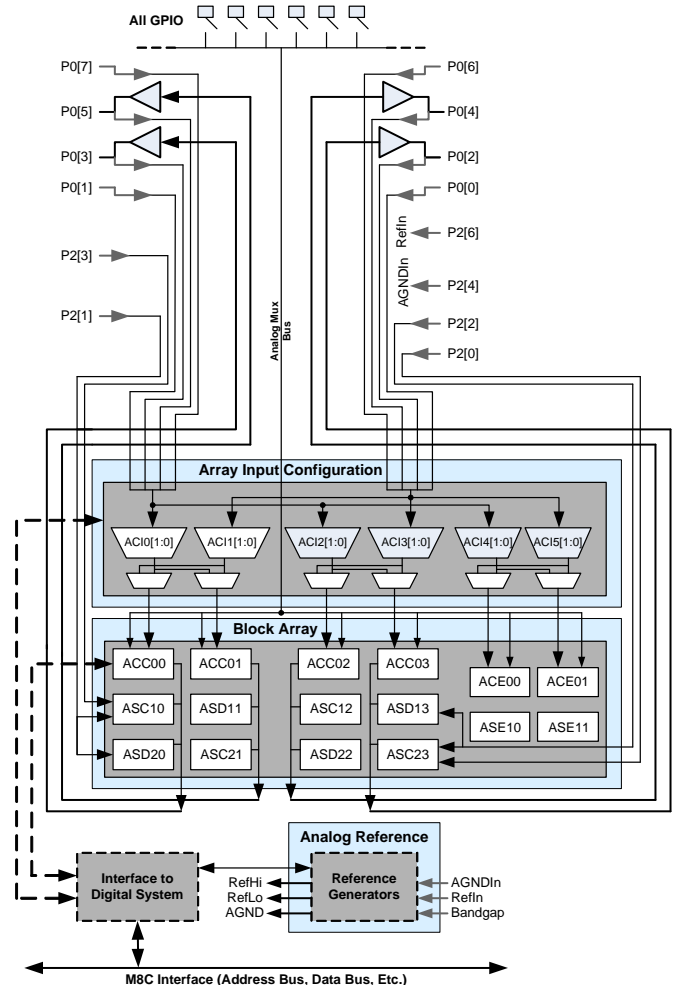 All GPIO
P0[7]
P0[6]
P0[5]
P0[4]
P0[3]
P0[2]
P0[1]
P0[0]
RefIn
P2[6]
P2[3]
AGNDIn
P2[4]
P2[1]
P2[2]
P2[0]
Analog Mux
Bus
Array Input Configuration
ACI0[1:0] ACI1[1:0] ACI2[1:0] ACI3[1:0] ACI4[1:0] ACI5[1:0]
Block Array
ACC00 ACC01 ACC02 ACC03
ACE00 ACE01
ASC10 ASD11 ASC12 ASD13
ASE10 ASE11
ASD20 ASC21 ASD22 ASC23
Analog Reference
Interface to
Digital System
RefHi
RefLo
AGND
Reference
Generators
AGNDIn
RefIn
Bandgap
M8C Interface (Address Bus, Data Bus, Etc.)